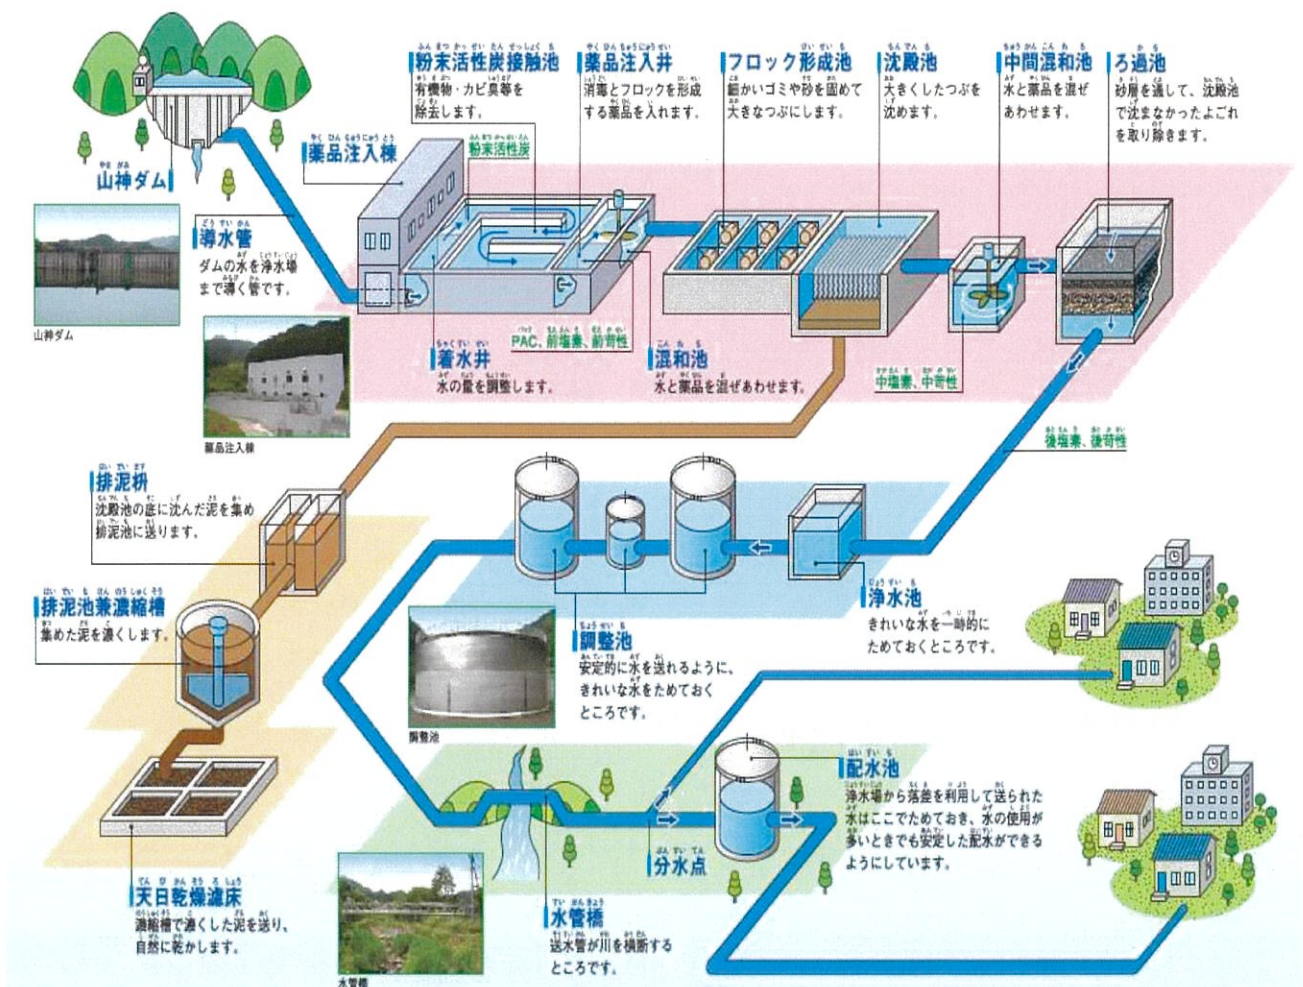 粉末活性炭接触池
有機物・カビ臭等を
除去します。
薬品注入井
消毒とフロックを形成
する薬品を入れます。
フロック形成池
細かいゴミや砂を固めて
大きなつぶにします。
沈殿池
大きくしたつぶを
沈めます。
中間混和池
水と薬品を混ぜ
あわせます。
ろ過池
砂層を通して、沈殿池
で沈まなかったよごれ
を取り除きます。
薬品注入棟
粉末活性炭
山神ダム
導水管
ダムの水を浄水場
まで導く管です。
山神ダム
着水井
水の量を調整します。
PAC、前塩素、前苛性
混和池
水と薬品を混ぜあわせます。
中塩素、中苛性
薬品注入棟
後塩素、後苛性
排泥枡
沈殿池の底に沈んだ泥を集め
排泥池に送ります。
排泥池兼濃縮槽
集めた泥を濃くします。
浄水池
きれいな水を一時的に
ためておくところです。
調整池
安定的に水を送れるように、
きれいな水をためておく
ところです。
調整池
配水池
浄水場から落差を利用して送られた
水はここでためておき、水の使用が
多いときでも安定した配水ができる
ようにしています。
分水点
天日乾燥濾床
濃縮槽で濃くした泥を送り、
自然に乾かします。
水管橋
送水管が川を横断する
ところです。
水管橋